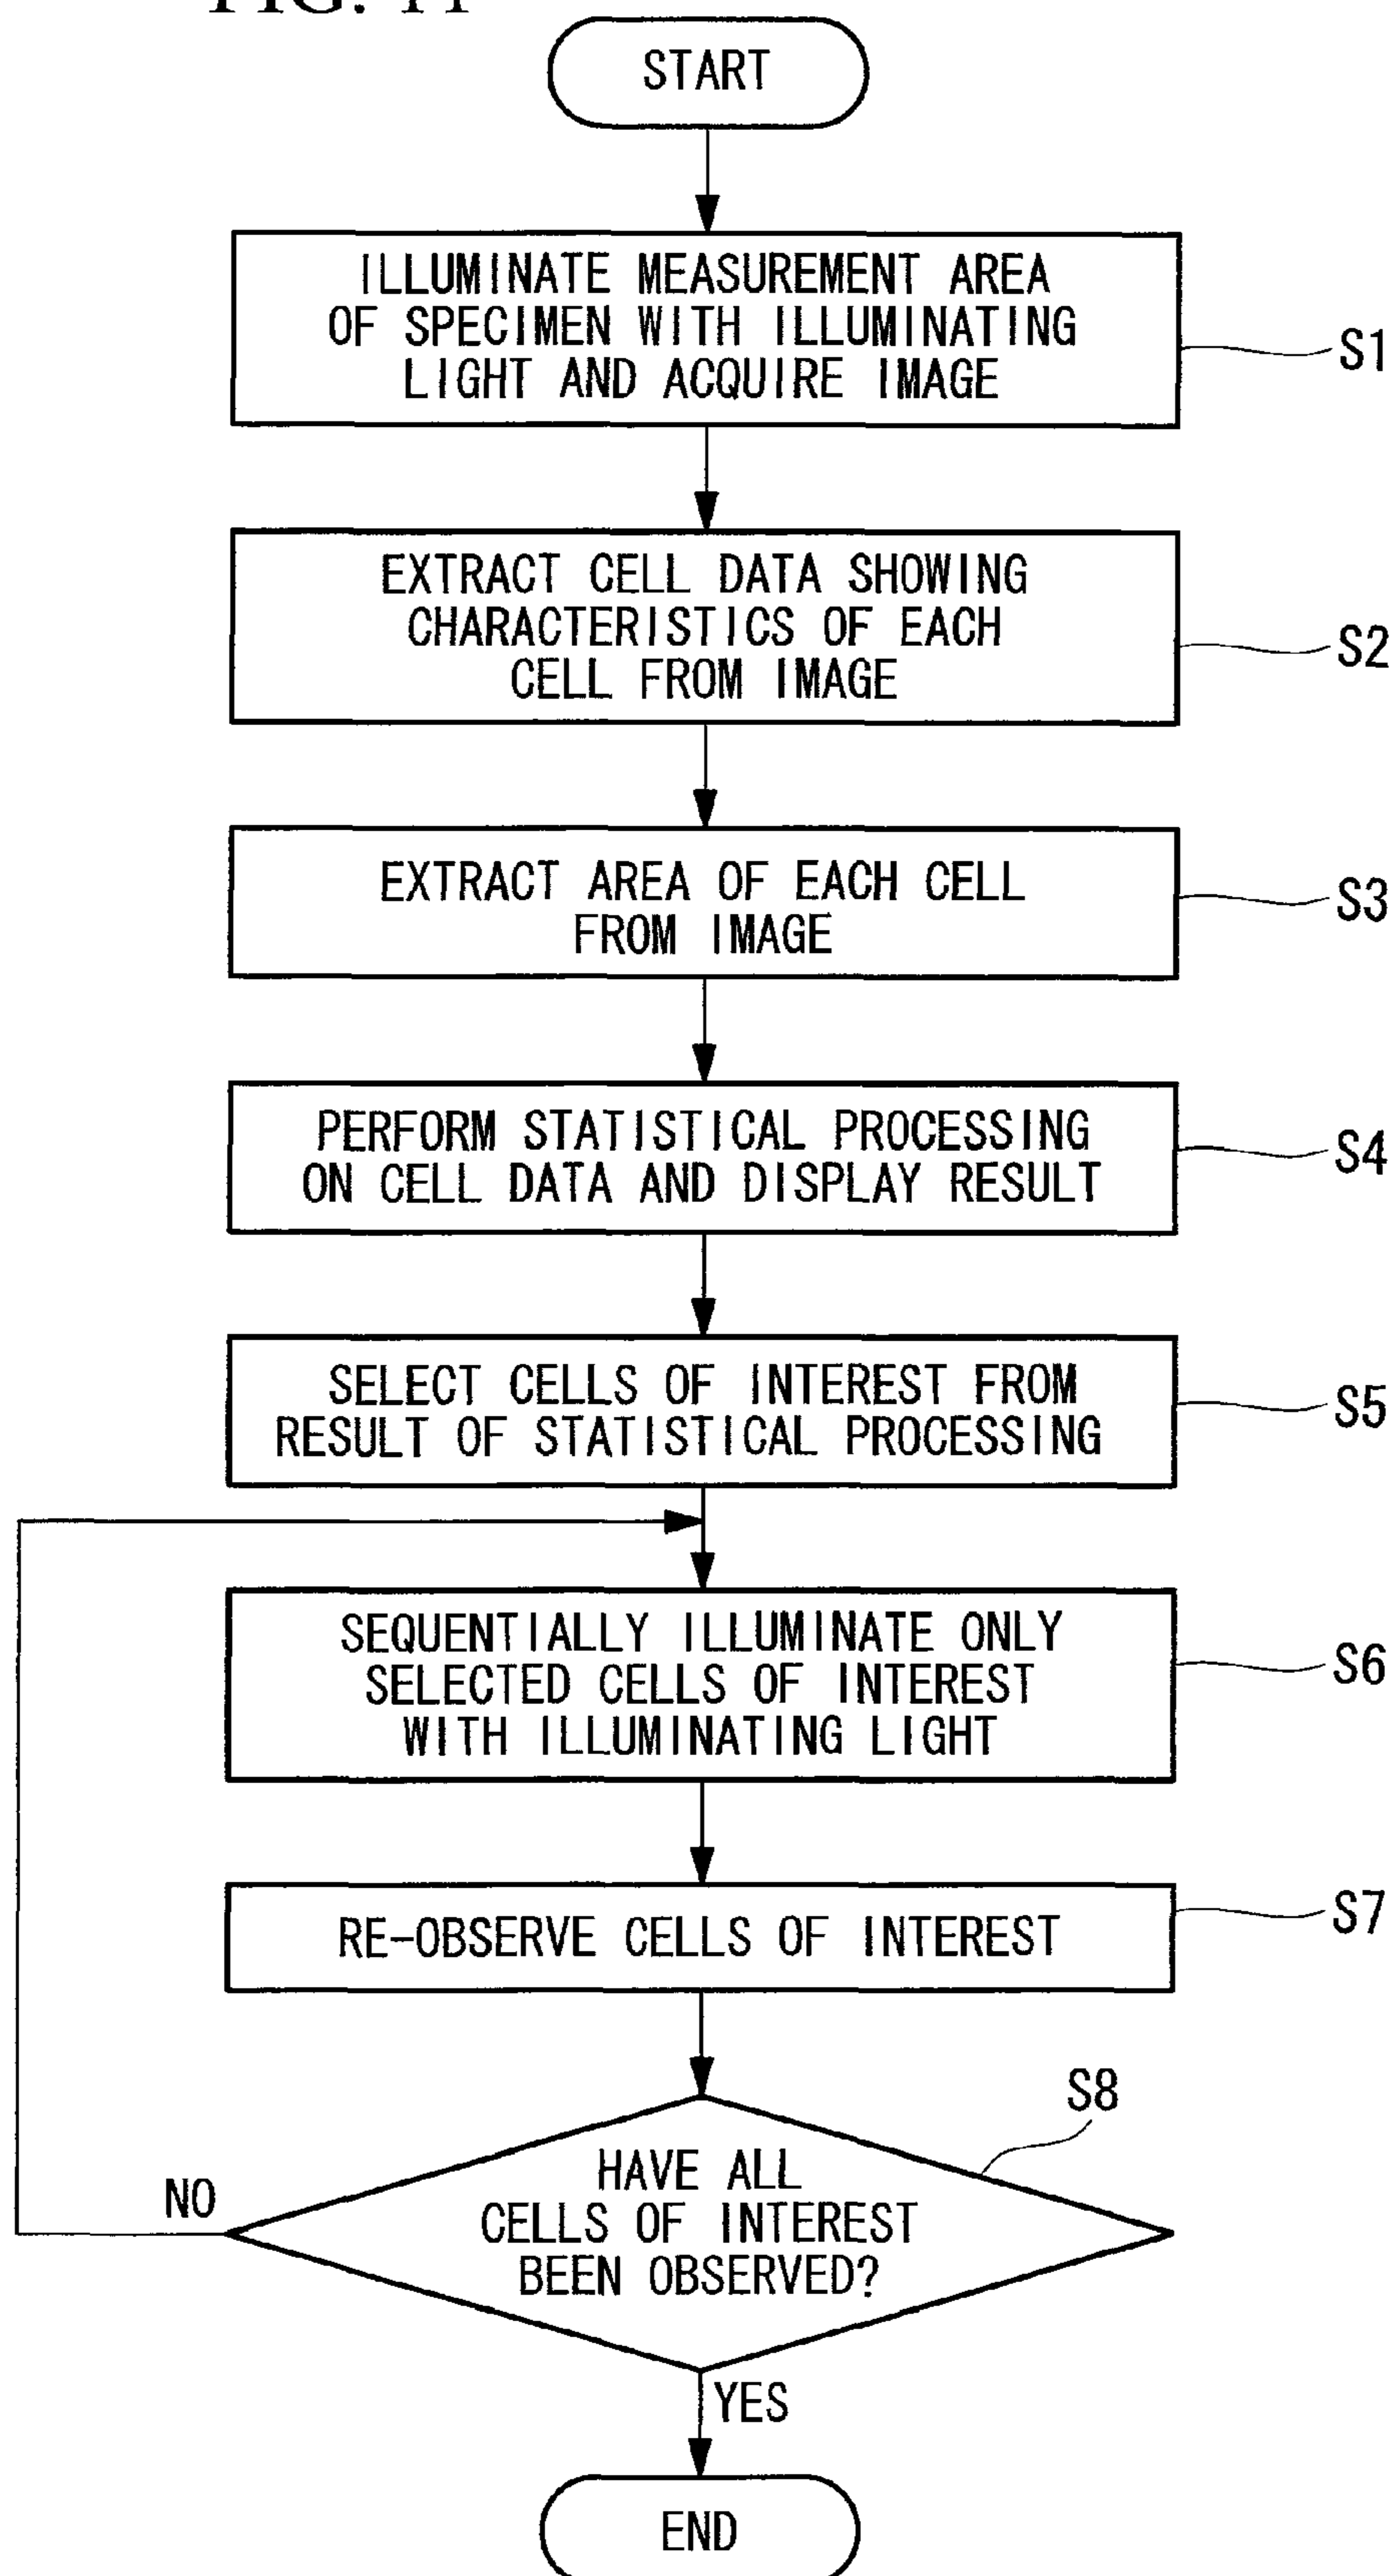 START
ILLUMINATE MEASUREMENT AREA
OF SPECIMEN WITH ILLUMINATING
LIGHT AND ACQUIRE IMAGE
S1
EXTRACT CELL DATA SHOWING
CHARACTERISTICS OF EACH
CELL FROM IMAGE
S2
EXTRACT AREA OF EACH CELL
FROM IMAGE
S3
PERFORM STATISTICAL PROCESSING
ON CELL DATA AND DISPLAY RESULT
S4
SELECT CELLS OF INTEREST FROM
RESULT OF STATISTICAL PROCESSING
S5
SEQUENTIALLY ILLUMINATE ONLY
SELECTED CELLS OF INTEREST
WITH ILLUMINATING LIGHT
S6
RE-OBSERVE CELLS OF INTEREST
S7
S8
HAVE ALL
CELLS OF INTEREST
BEEN OBSERVED?
NO
YES
END